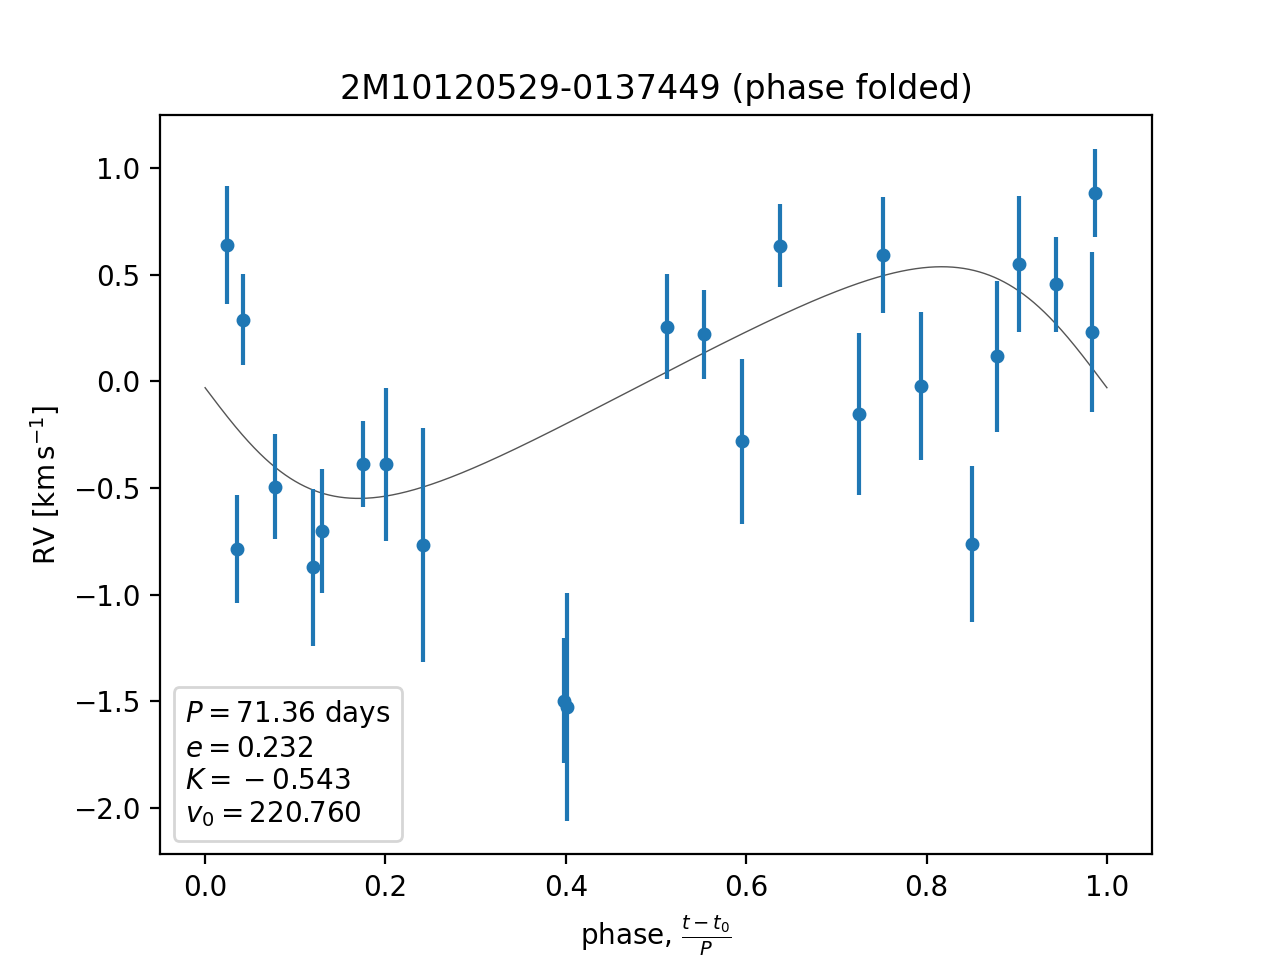 2M10120529-0137449 (phase folded)
RV [km s⁻¹]
1.0
0.5
0.0
−0.5
−1.0
−1.5
−2.0
P = 71.36 days
e = 0.232
K = −0.543
v₀ = 220.760
0.0 0.2 0.4 0.6 0.8 1.0
phase, (t − t₀)/P